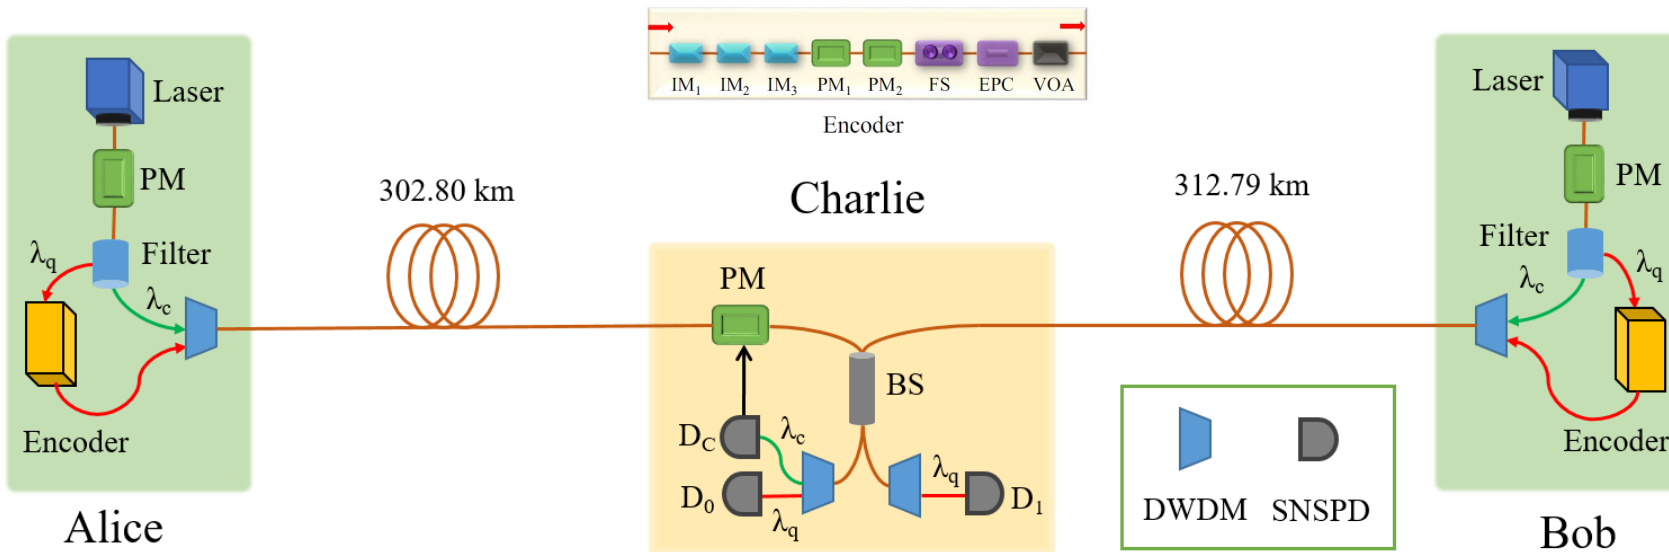 IM₁ IM₂ IM₃ PM₁ PM₂ FS EPC VOA
Encoder
Laser
PM
Filter
λq
λc
Encoder
Alice
302.80 km
Charlie
PM
BS
DC
λc
D₀
λq
λq
D₁
312.79 km
Laser
PM
Filter
λq
λc
Encoder
Bob
DWDM SNSPD